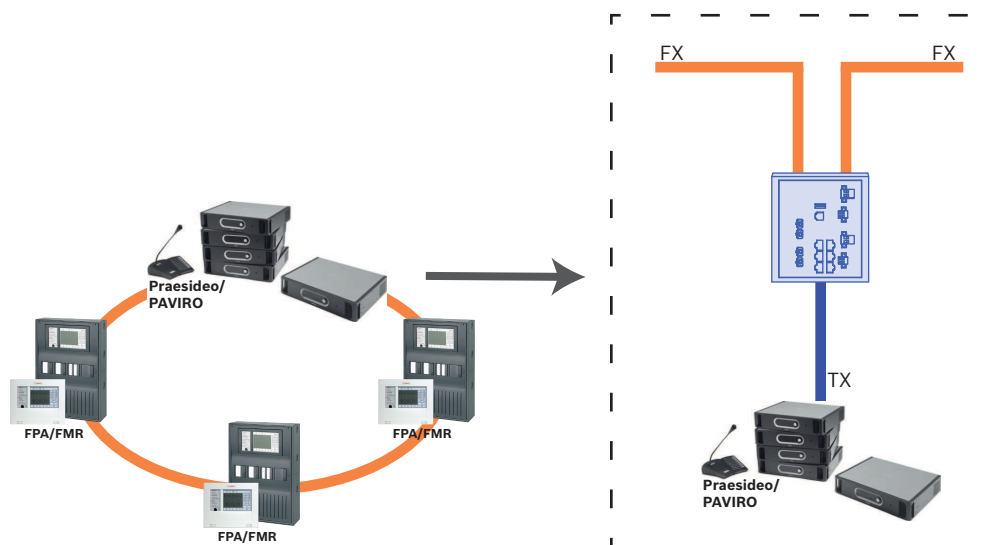 FX
FX
Praesideo/
PAVIRO
FPA/FMR
FPA/FMR
FPA/FMR
TX
Praesideo/
PAVIRO